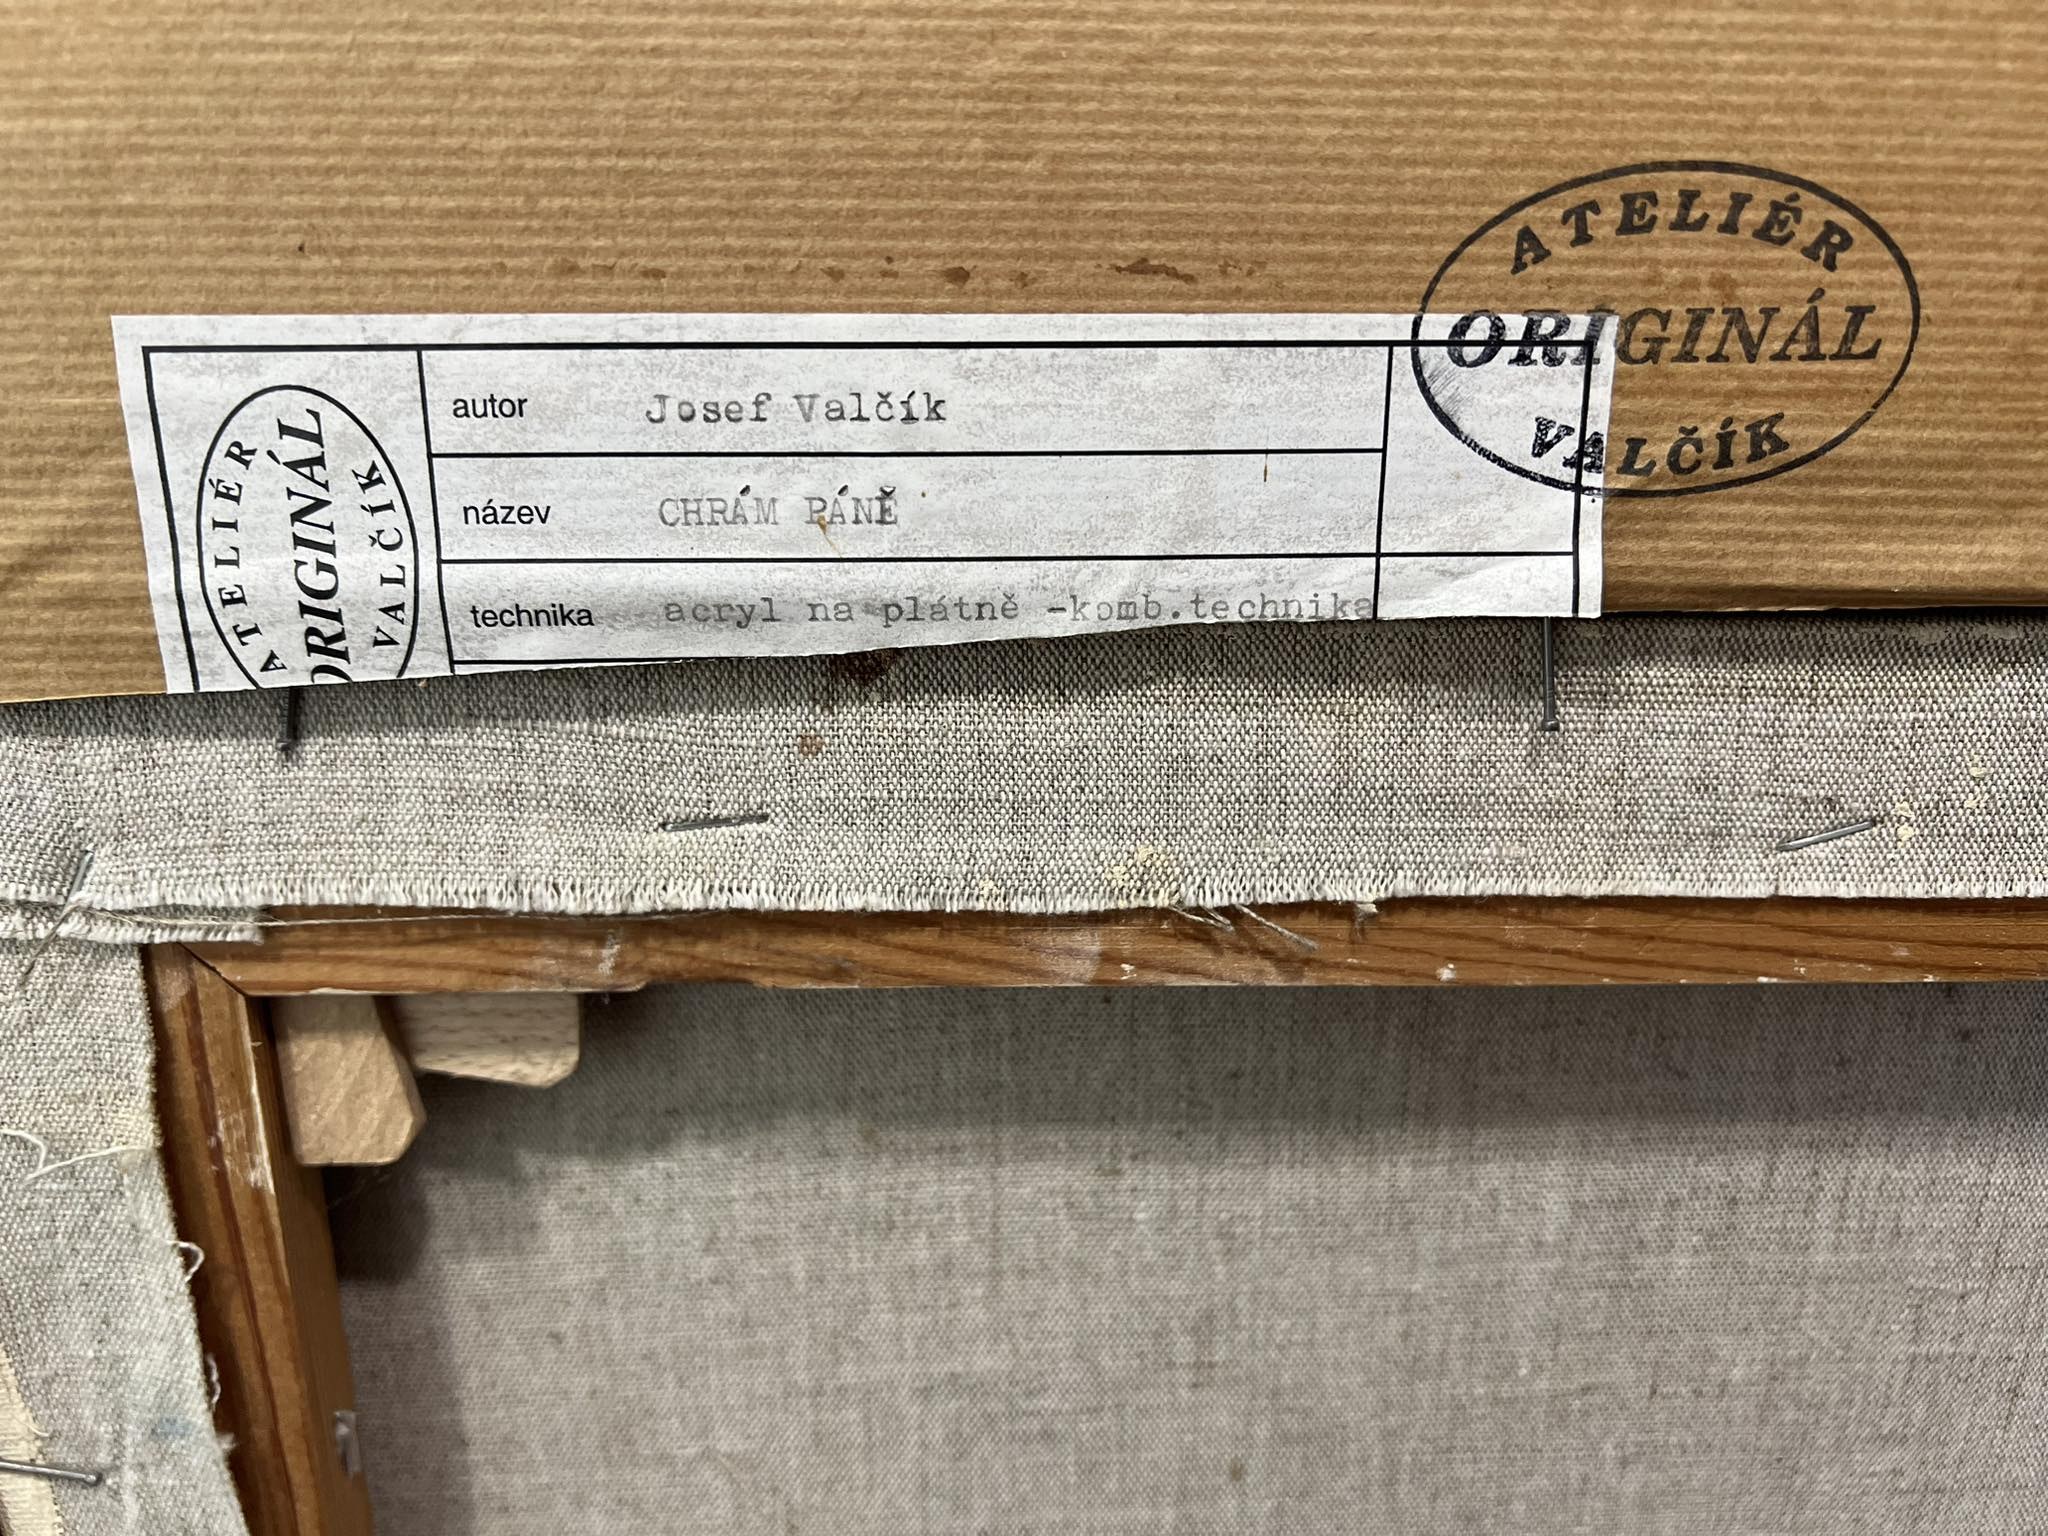 ATELIÉR
ORIGINÁL
VALČÍK
autor Josef Valčík
název CHRÁM PÁNĚ
technika acryl na plátně -komb.technika
ATELIÉR
ORIGINÁL
VALČÍK